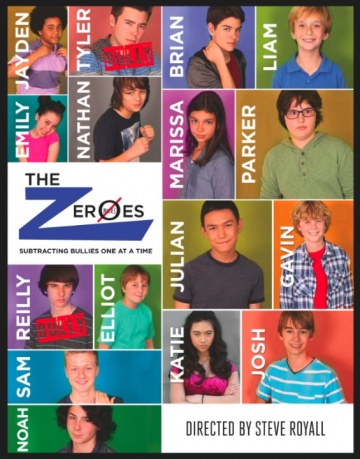 JAYDEN
TYLER
BULLY
BRIAN
LIAM
EMILY
NATHAN
MARISSA
PARKER
THE
ZEROES
SUBTRACTING BULLIES ONE AT A TIME
JULIAN
GAVIN
REILLY
BULLY
ELLIOT
KATIE
JOSH
SAM
NOAH
DIRECTED BY STEVE ROYALL